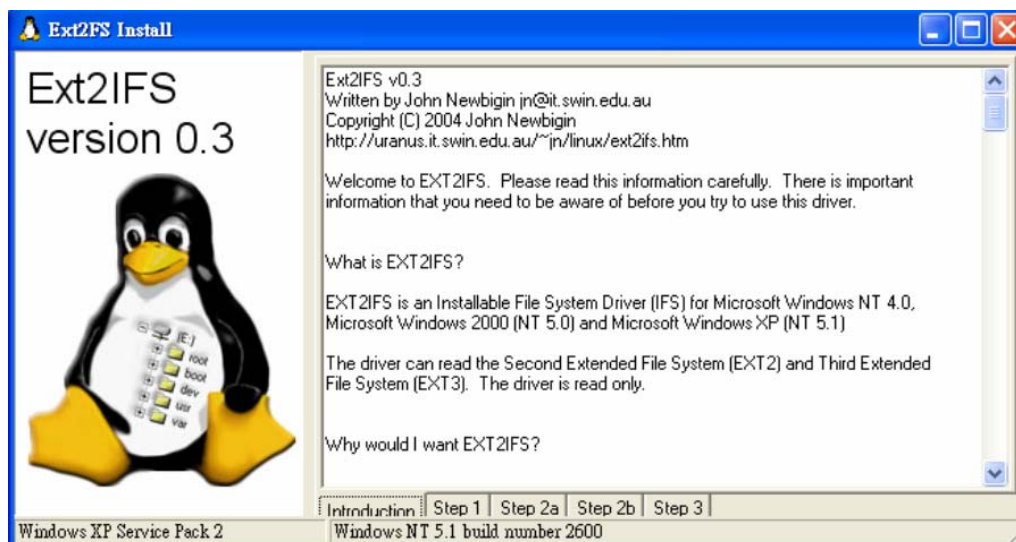 Ext2FS Install
Ext2IFS
version 0.3
(E:)
root
boot
dev
usr
var
Ext2IFS v0.3
Written by John Newbigin jn@it.swin.edu.au
Copyright (C) 2004 John Newbigin
http://uranus.it.swin.edu.au/~jn/linux/ext2ifs.htm
Welcome to EXT2IFS. Please read this information carefully. There is important
information that you need to be aware of before you try to use this driver.
What is EXT2IFS?
EXT2IFS is an Installable File System Driver (IFS) for Microsoft Windows NT 4.0,
Microsoft Windows 2000 (NT 5.0) and Microsoft Windows XP (NT 5.1)
The driver can read the Second Extended File System (EXT2) and Third Extended
File System (EXT3). The driver is read only.
Why would I want EXT2IFS?
Introduction Step 1 Step 2a Step 2b Step 3
Windows XP Service Pack 2 Windows NT 5.1 build number 2600